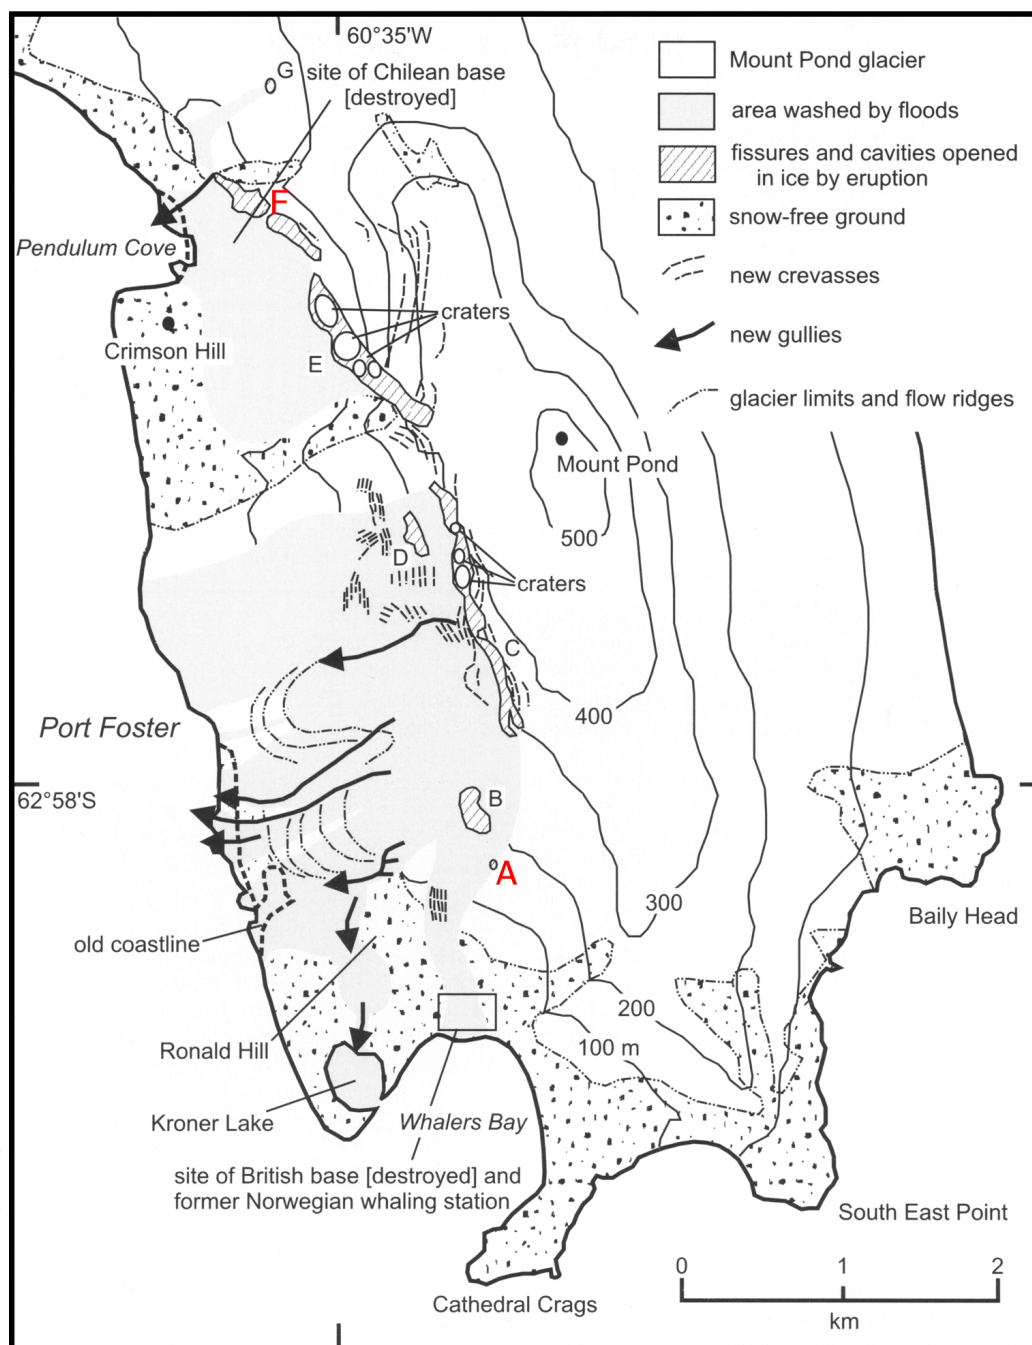 60°35'W
G
site of Chilean base
[destroyed]
Mount Pond glacier
area washed by floods
fissures and cavities opened
in ice by eruption
snow-free ground
new crevasses
new gullies
glacier limits and flow ridges
F
Pendulum Cove
craters
Crimson Hill
E
Mount Pond
500
D
craters
C
400
Port Foster
62°58'S
B
A
300
Baily Head
old coastline
200
100 m
Ronald Hill
Kroner Lake
Whalers Bay
site of British base [destroyed] and
former Norwegian whaling station
South East Point
Cathedral Crags
0 1 2
km